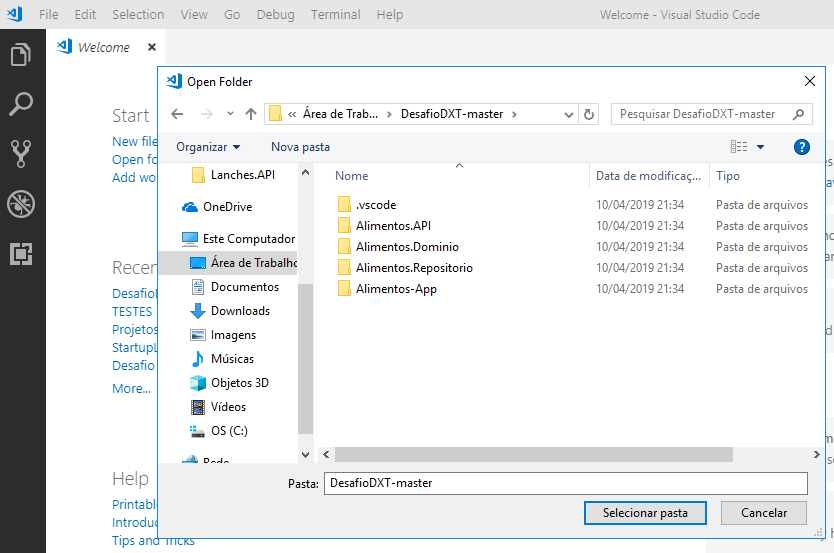 File Edit Selection View Go Debug Terminal Help Welcome - Visual Studio Code
Welcome
Start
New file
Open fo
Add wo
Recen
Desafiol
TESTES
Projetos
StartupL
Desafio
More...
Help
Printable
Introduc
Tips and Tricks
Open Folder
« Área de Trab... DesafioDXT-master
Pesquisar DesafioDXT-master
Organizar
Nova pasta
Lanches.API
OneDrive
Este Computador
Área de Trabalho
Documentos
Downloads
Imagens
Músicas
Objetos 3D
Vídeos
OS (C:)
Rede
Nome Data de modificaç... Tipo
.vscode 10/04/2019 21:34 Pasta de arquivos
Alimentos.API 10/04/2019 21:34 Pasta de arquivos
Alimentos.Dominio 10/04/2019 21:34 Pasta de arquivos
Alimentos.Repositorio 10/04/2019 21:34 Pasta de arquivos
Alimentos-App 10/04/2019 21:34 Pasta de arquivos
Pasta: DesafioDXT-master
Selecionar pasta
Cancelar